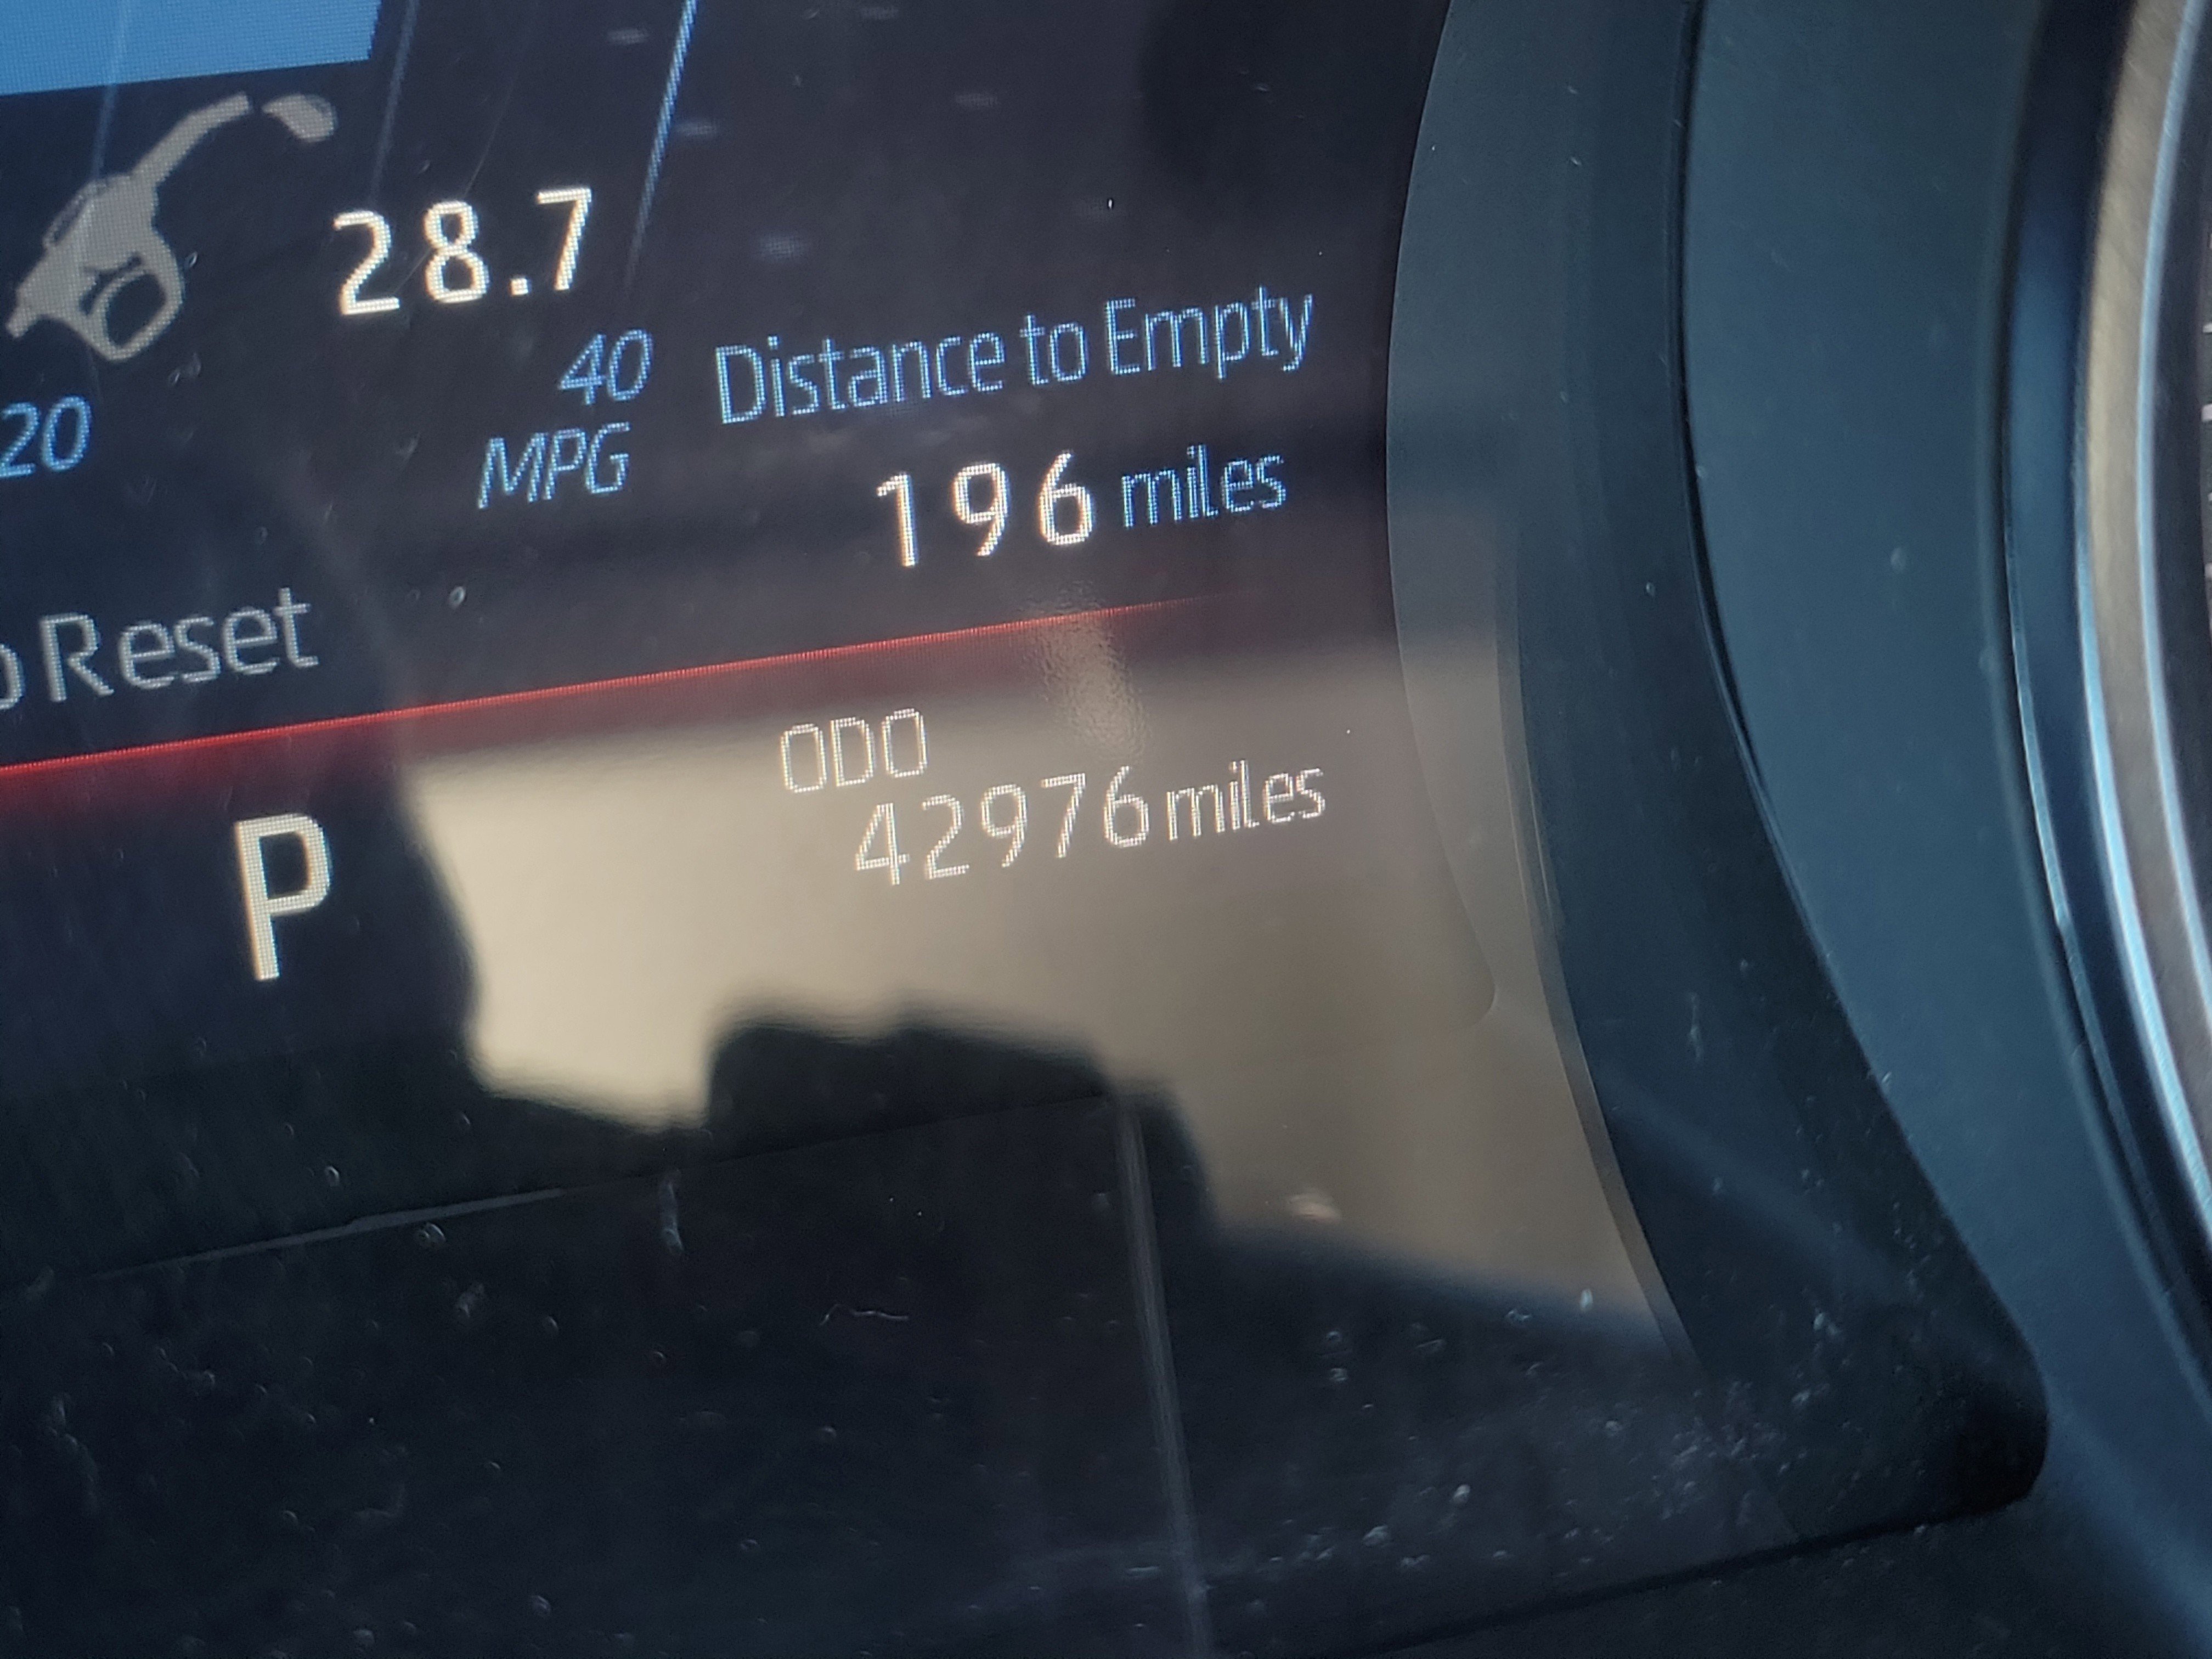 28.7
20 40
MPG
Distance to Empty
196 miles
Reset
P
ODO
42976 miles